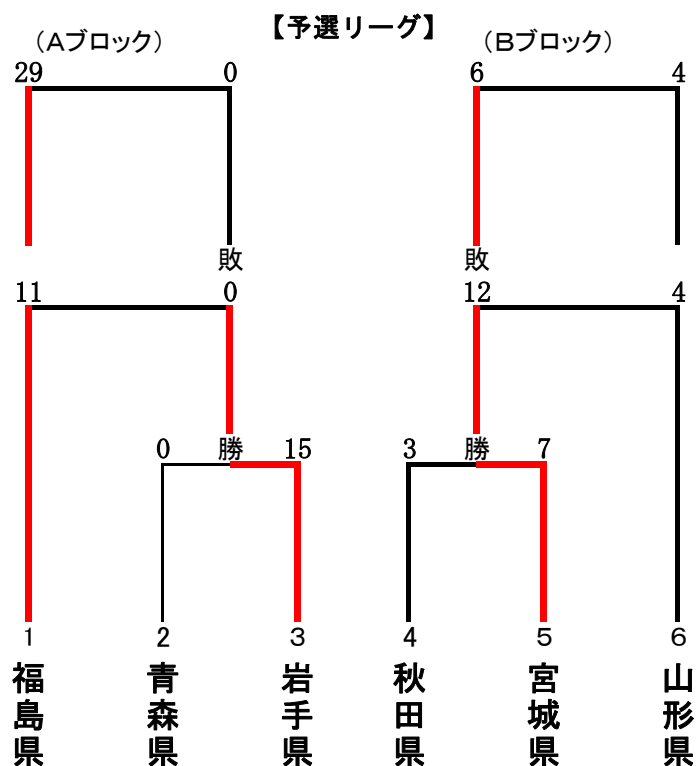 【予選リーグ】
（Aブロック）
（Bブロック）
29 0 6 4
敗 敗
11 0 12 4
0 勝 15 3 勝 7
1 2 3 4 5 6
福島県
青森県
岩手県
秋田県
宮城県
山形県